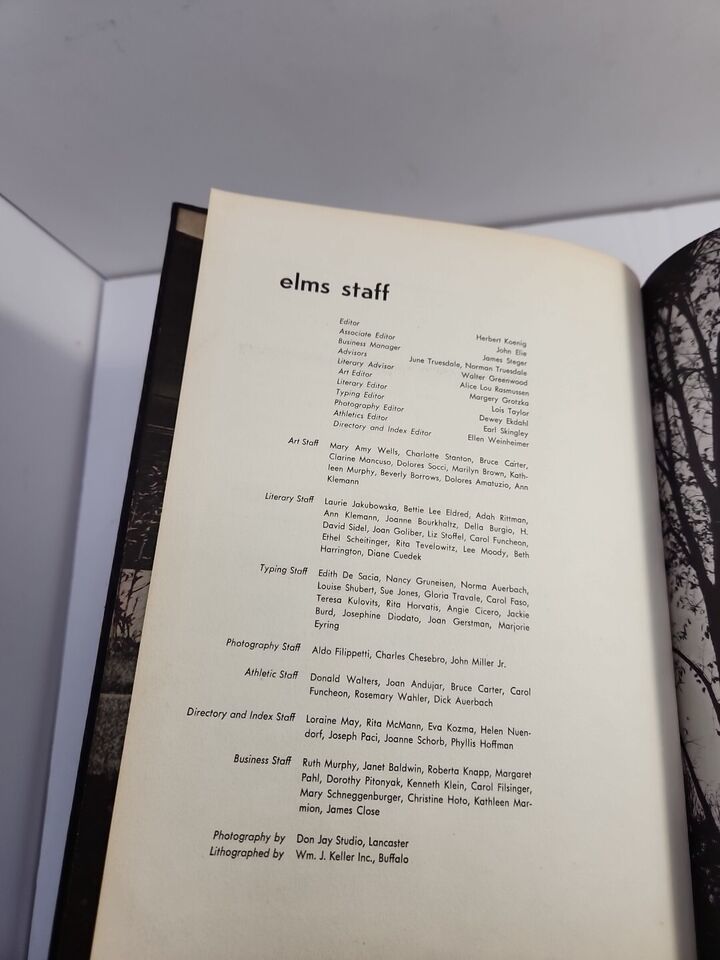 elms staff
Editor Herbert Koenig
Associate Editor John Elie
Business Manager James Steger
Advisors June Truesdale, Norman Truesdale
Literary Advisor Walter Greenwood
Art Editor Alice Lou Rasmussen
Literary Editor Margery Grotzka
Typing Editor Lois Taylor
Photography Editor Dewey Ekdahl
Athletics Editor Earl Skingley
Directory and Index Editor Ellen Weinheimer
Art Staff Mary Amy Wells, Charlotte Stanton, Bruce Carter,
Clarine Mancuso, Dolores Socci, Marilyn Brown, Kath-
leen Murphy, Beverly Borrows, Dolores Amatuzio, Ann
Klemann
Literary Staff Laurie Jakubowska, Bettie Lee Eldred, Adah Rittman,
Ann Klemann, Joanne Bourkhaltz, Della Burgio, H.
David Sidel, Joan Goliber, Liz Stoffel, Carol Funcheon,
Ethel Scheitinger, Rita Tevelowitz, Lee Moody, Beth
Harrington, Diane Cuedek
Typing Staff Edith De Sacia, Nancy Gruneisen, Norma Auerbach,
Louise Shubert, Sue Jones, Gloria Travale, Carol Faso,
Teresa Kulovits, Rita Horvatis, Angie Cicero, Jackie
Burd, Josephine Diodato, Joan Gerstman, Marjorie
Eyring
Photography Staff Aldo Filippetti, Charles Chesebro, John Miller Jr.
Athletic Staff Donald Walters, Joan Andujar, Bruce Carter, Carol
Funcheon, Rosemary Wahler, Dick Auerbach
Directory and Index Staff Loraine May, Rita McMann, Eva Kozma, Helen Nuen-
dorf, Joseph Paci, Joanne Schorb, Phyllis Hoffman
Business Staff Ruth Murphy, Janet Baldwin, Roberta Knapp, Margaret
Pahl, Dorothy Pitonyak, Kenneth Klein, Carol Filsinger,
Mary Schneggenburger, Christine Hoto, Kathleen Mar-
mion, James Close
Photography by Don Jay Studio, Lancaster
Lithographed by Wm. J. Keller Inc., Buffalo